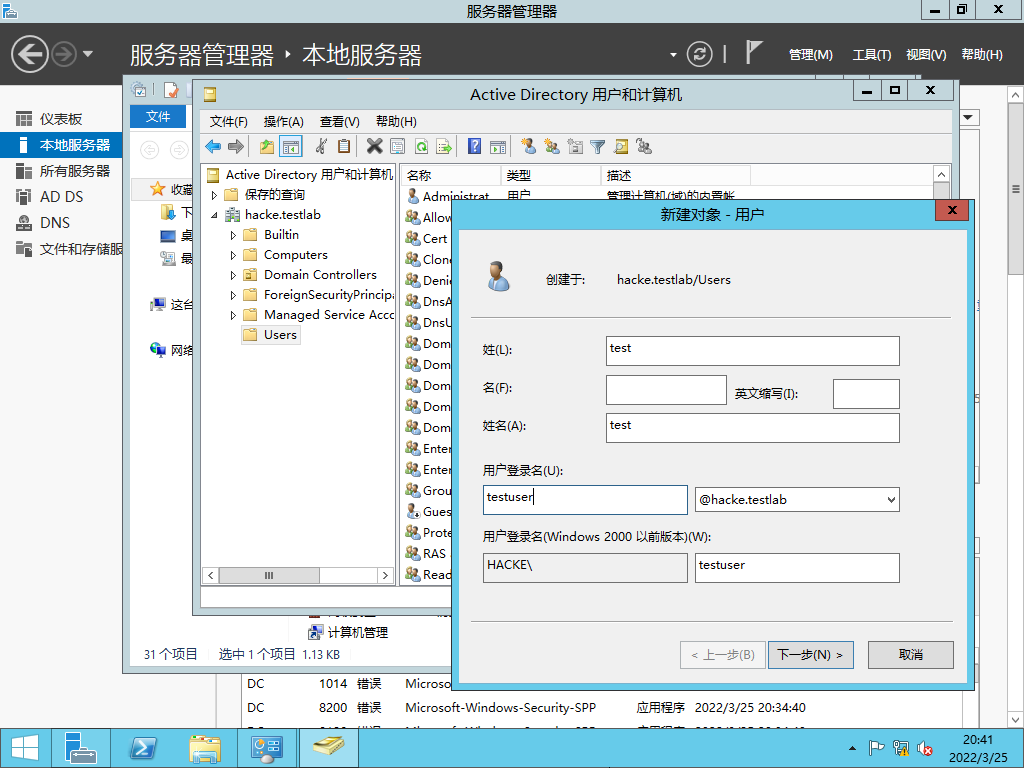 服务器管理器
服务器管理器 ‣ 本地服务器
管理(M) 工具(T) 视图(V) 帮助(H)
仪表板
本地服务器
所有服务器
AD DS
DNS
文件和存储服
文件
收藏
下
桌
最
这台
网络
Active Directory 用户和计算机
文件(F) 操作(A) 查看(V) 帮助(H)
Active Directory 用户和计算机
保存的查询
hacke.testlab
Builtin
Computers
Domain Controllers
ForeignSecurityPrincipa
Managed Service Acco
Users
名称 类型 描述
Administrat 用户 管理计算机(域)的内置帐
Allow
Cert
Clone
Denie
DnsA
DnsU
Dom
Dom
Dom
Dom
Dom
Enter
Enter
Grou
Gues
Prote
RAS
Read
新建对象 - 用户
创建于: hacke.testlab/Users
姓(L): test
名(F): 英文缩写(I):
姓名(A): test
用户登录名(U):
testuser @hacke.testlab
用户登录名(Windows 2000 以前版本)(W):
HACKE\ testuser
< 上一步(B) 下一步(N) > 取消
计算机管理
31 个项目 选中 1 个项目 1.13 KB
DC 1014 错误 Microso
DC 8200 错误 Microsoft-Windows-Security-SPP 应用程序 2022/3/25 20:34:40
20:41
2022/3/25